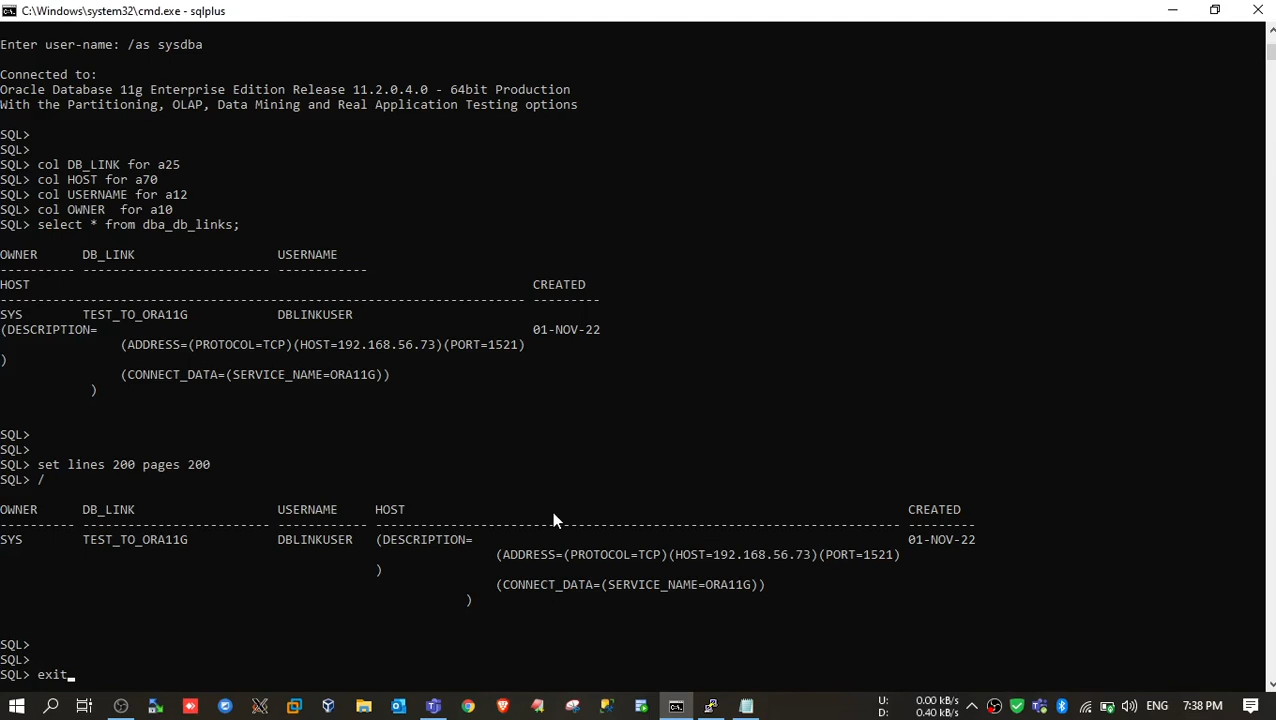 C:\Windows\system32\cmd.exe - sqlplus
Enter user-name: /as sysdba
Connected to:
Oracle Database 11g Enterprise Edition Release 11.2.0.4.0 - 64bit Production
With the Partitioning, OLAP, Data Mining and Real Application Testing options
SQL>
SQL>
SQL> col DB_LINK for a25
SQL> col HOST for a70
SQL> col USERNAME for a12
SQL> col OWNER  for a10
SQL> select * from dba_db_links;
OWNER      DB_LINK                   USERNAME
---------- ------------------------- ------------
HOST                                                                   CREATED
---------------------------------------------------------------------- ---------
SYS        TEST_TO_ORA11G            DBLINKUSER
(DESCRIPTION=                                                          01-NOV-22
                (ADDRESS=(PROTOCOL=TCP)(HOST=192.168.56.73)(PORT=1521)
)
                (CONNECT_DATA=(SERVICE_NAME=ORA11G))
            )
SQL>
SQL>
SQL> set lines 200 pages 200
SQL> /
OWNER      DB_LINK                   USERNAME     HOST                                                                   CREATED
---------- ------------------------- ------------ ---------------------------------------------------------------------- ---------
SYS        TEST_TO_ORA11G            DBLINKUSER   (DESCRIPTION=                                                          01-NOV-22
                                                                  (ADDRESS=(PROTOCOL=TCP)(HOST=192.168.56.73)(PORT=1521)
                                                  )
                                                                  (CONNECT_DATA=(SERVICE_NAME=ORA11G))
                                                              )
SQL>
SQL>
SQL> exit_
U: 0.00 kB/s
D: 0.40 kB/s
ENG
7:38 PM